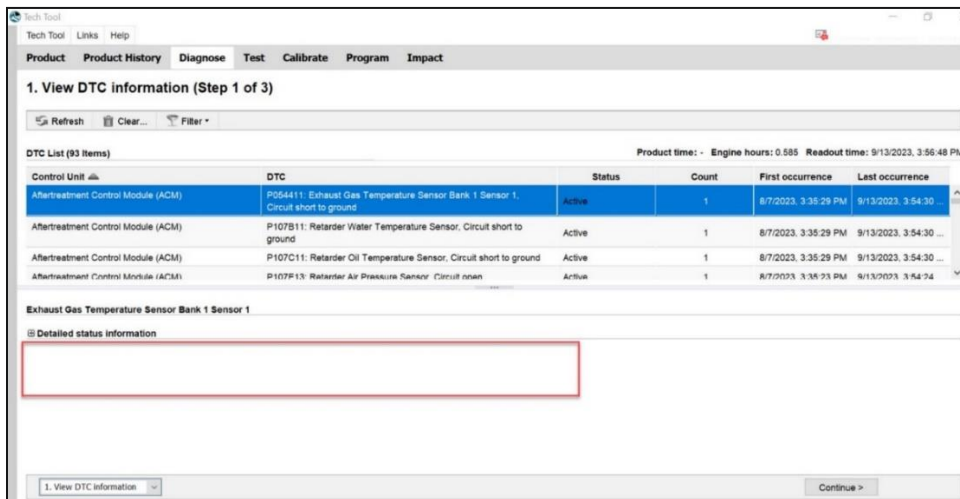 Tech Tool
Tech Tool Links Help
Product Product History Diagnose Test Calibrate Program Impact
1. View DTC information (Step 1 of 3)
Refresh Clear... Filter
DTC List (93 Items) Product time: - Engine hours: 0.585 Readout time: 9/13/2023, 3:56:48 PM
Control Unit DTC Status Count First occurrence Last occurrence
Aftertreatment Control Module (ACM) P054411: Exhaust Gas Temperature Sensor Bank 1 Sensor 1, Active 1 8/7/2023, 3:35:29 PM 9/13/2023, 3:54:30 ...
Circuit short to ground
Aftertreatment Control Module (ACM) P107B11: Retarder Water Temperature Sensor, Circuit short to Active 1 8/7/2023, 3:35:29 PM 9/13/2023, 3:54:30 ...
ground
Aftertreatment Control Module (ACM) P107C11: Retarder Oil Temperature Sensor, Circuit short to ground Active 1 8/7/2023, 3:35:29 PM 9/13/2023, 3:54:30 ...
Aftertreatment Control Module (ACM) P107F13: Retarder Air Pressure Sensor, Circuit open Active 1 8/7/2023, 3:35:23 PM 9/13/2023, 3:54:24
Exhaust Gas Temperature Sensor Bank 1 Sensor 1
Detailed status information
1. View DTC information Continue >